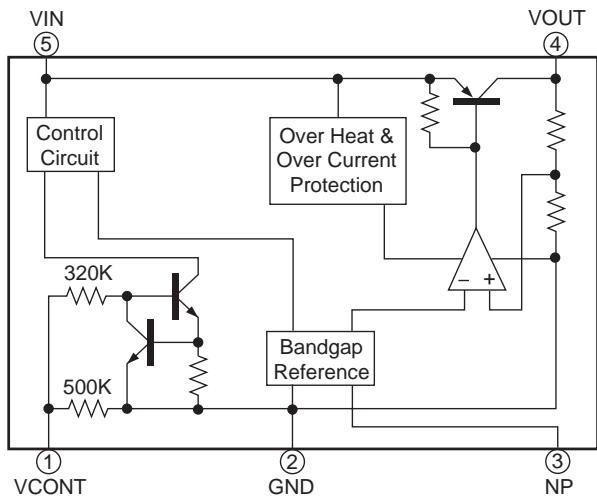 VIN
VOUT
5
4
Control
Circuit
Over Heat &
Over Current
Protection
320K
– +
Bandgap
Reference
500K
1
2
3
VCONT
GND
NP